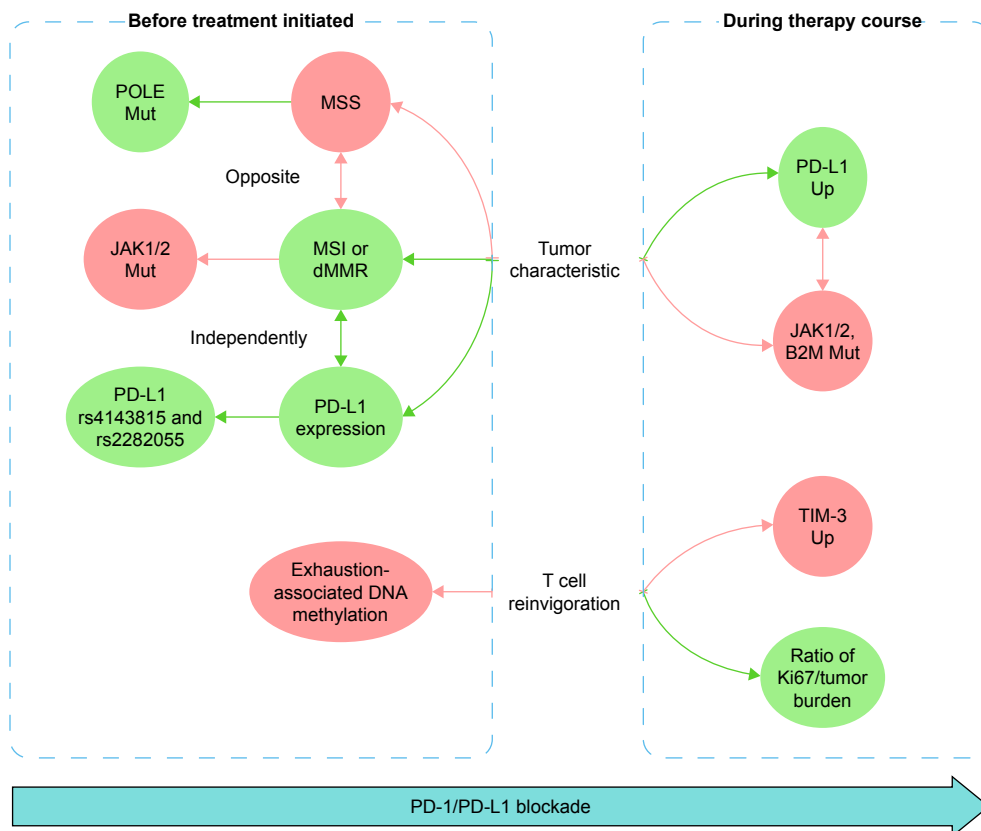 Before treatment initiated
During therapy course
POLE
Mut
MSS
Opposite
PD-L1
Up
JAK1/2
Mut
MSI or
dMMR
Tumor
characteristic
Independently
JAK1/2,
B2M Mut
PD-L1
rs4143815 and
rs2282055
PD-L1
expression
TIM-3
Up
Exhaustion-
associated DNA
methylation
T cell
reinvigoration
Ratio of
Ki67/tumor
burden
PD-1/PD-L1 blockade